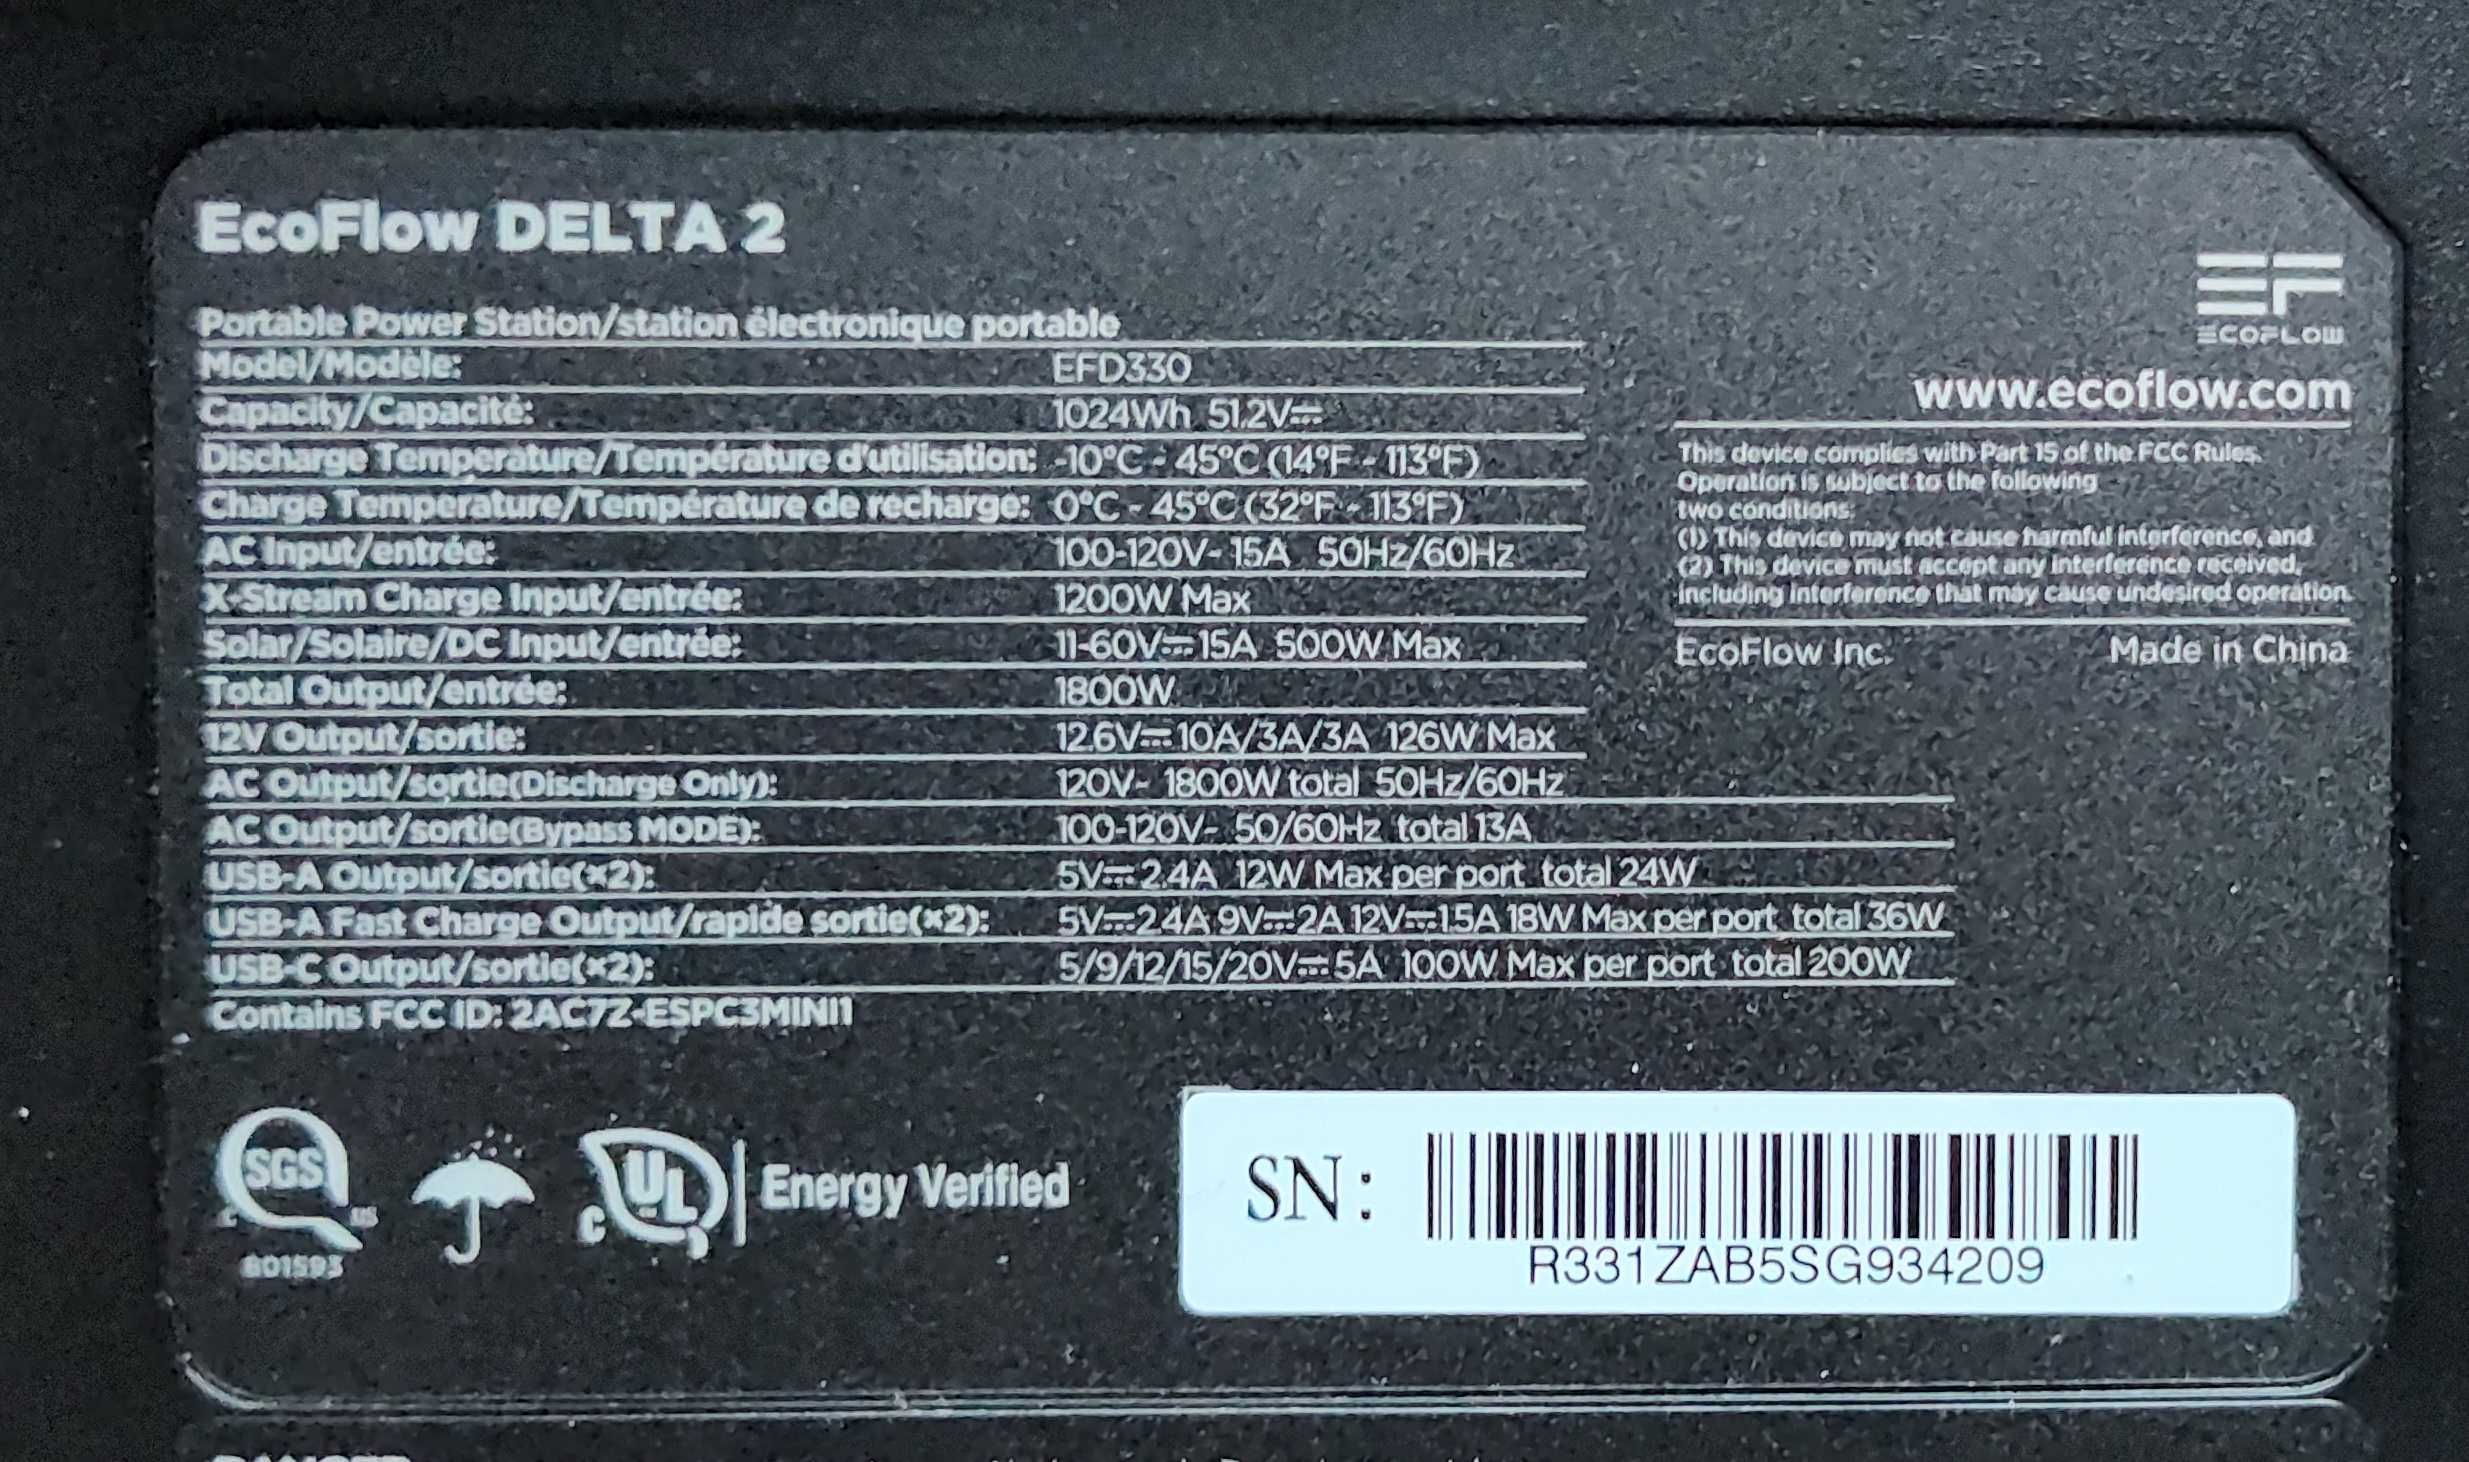 EcoFlow DELTA 2
Portable Power Station/station électronique portable
Model/Modèle: EFD330
Capacity/Capacité: 1024Wh 51.2V⎓
Discharge Temperature/Température d'utilisation: -10°C ~ 45°C (14°F ~ 113°F)
Charge Temperature/Température de recharge: 0°C ~ 45°C (32°F ~ 113°F)
AC Input/entrée: 100-120V~ 15A 50Hz/60Hz
X-Stream Charge Input/entrée: 1200W Max
Solar/Solaire/DC Input/entrée: 11-60V⎓15A 500W Max
Total Output/entrée: 1800W
12V Output/sortie: 12.6V⎓10A/3A/3A 126W Max
AC Output/sortie(Discharge Only): 120V~ 1800W total 50Hz/60Hz
AC Output/sortie(Bypass MODE): 100-120V~ 50/60Hz total 13A
USB-A Output/sortie(×2): 5V⎓2.4A 12W Max per port total 24W
USB-A Fast Charge Output/rapide sortie(×2): 5V⎓2.4A 9V⎓2A 12V⎓1.5A 18W Max per port total 36W
USB-C Output/sortie(×2): 5/9/12/15/20V⎓5A 100W Max per port total 200W
Contains FCC ID: 2AC7Z-ESPC3MINI1
EF
ECOFLOW
www.ecoflow.com
This device complies with Part 15 of the FCC Rules.
Operation is subject to the following
two conditions:
(1) This device may not cause harmful interference, and
(2) This device must accept any interference received,
including interference that may cause undesired operation.
EcoFlow Inc. Made in China
SGS
C US
801593
C UL
Energy Verified
SN:
R331ZAB5SG934209